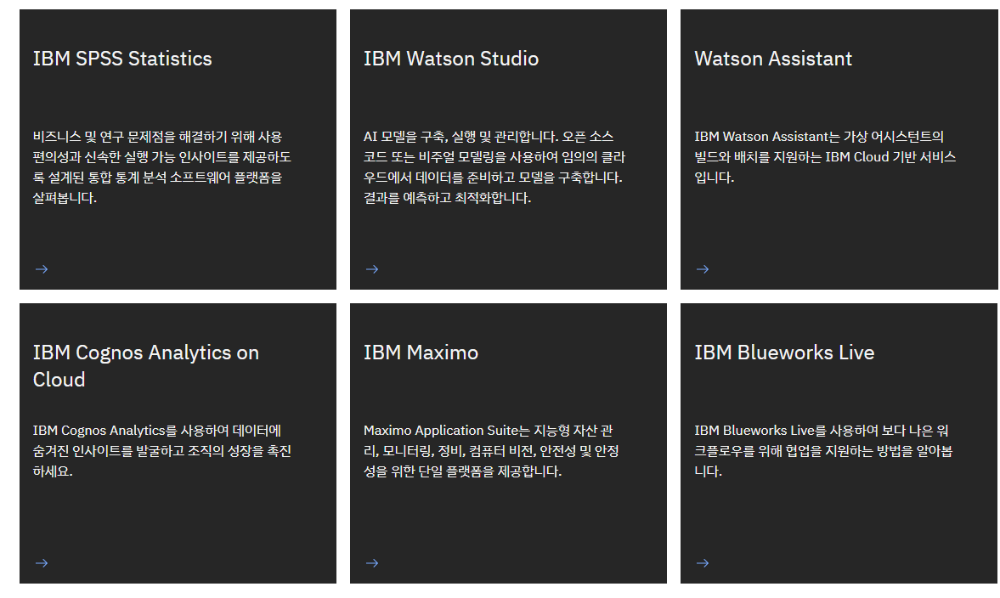 IBM SPSS Statistics
비즈니스 및 연구 문제점을 해결하기 위해 사용
편의성과 신속한 실행 가능 인사이트를 제공하도
록 설계된 통합 통계 분석 소프트웨어 플랫폼을
살펴봅니다.
IBM Watson Studio
AI 모델을 구축, 실행 및 관리합니다. 오픈 소스
코드 또는 비주얼 모델링을 사용하여 임의의 클라
우드에서 데이터를 준비하고 모델을 구축합니다.
결과를 예측하고 최적화합니다.
Watson Assistant
IBM Watson Assistant는 가상 어시스턴트의
빌드와 배치를 지원하는 IBM Cloud 기반 서비스
입니다.
IBM Cognos Analytics on
Cloud
IBM Cognos Analytics를 사용하여 데이터에
숨겨진 인사이트를 발굴하고 조직의 성장을 촉진
하세요.
IBM Maximo
Maximo Application Suite는 지능형 자산 관
리, 모니터링, 정비, 컴퓨터 비전, 안전성 및 안정
성을 위한 단일 플랫폼을 제공합니다.
IBM Blueworks Live
IBM Blueworks Live를 사용하여 보다 나은 워
크플로우를 위해 협업을 지원하는 방법을 알아봅
니다.